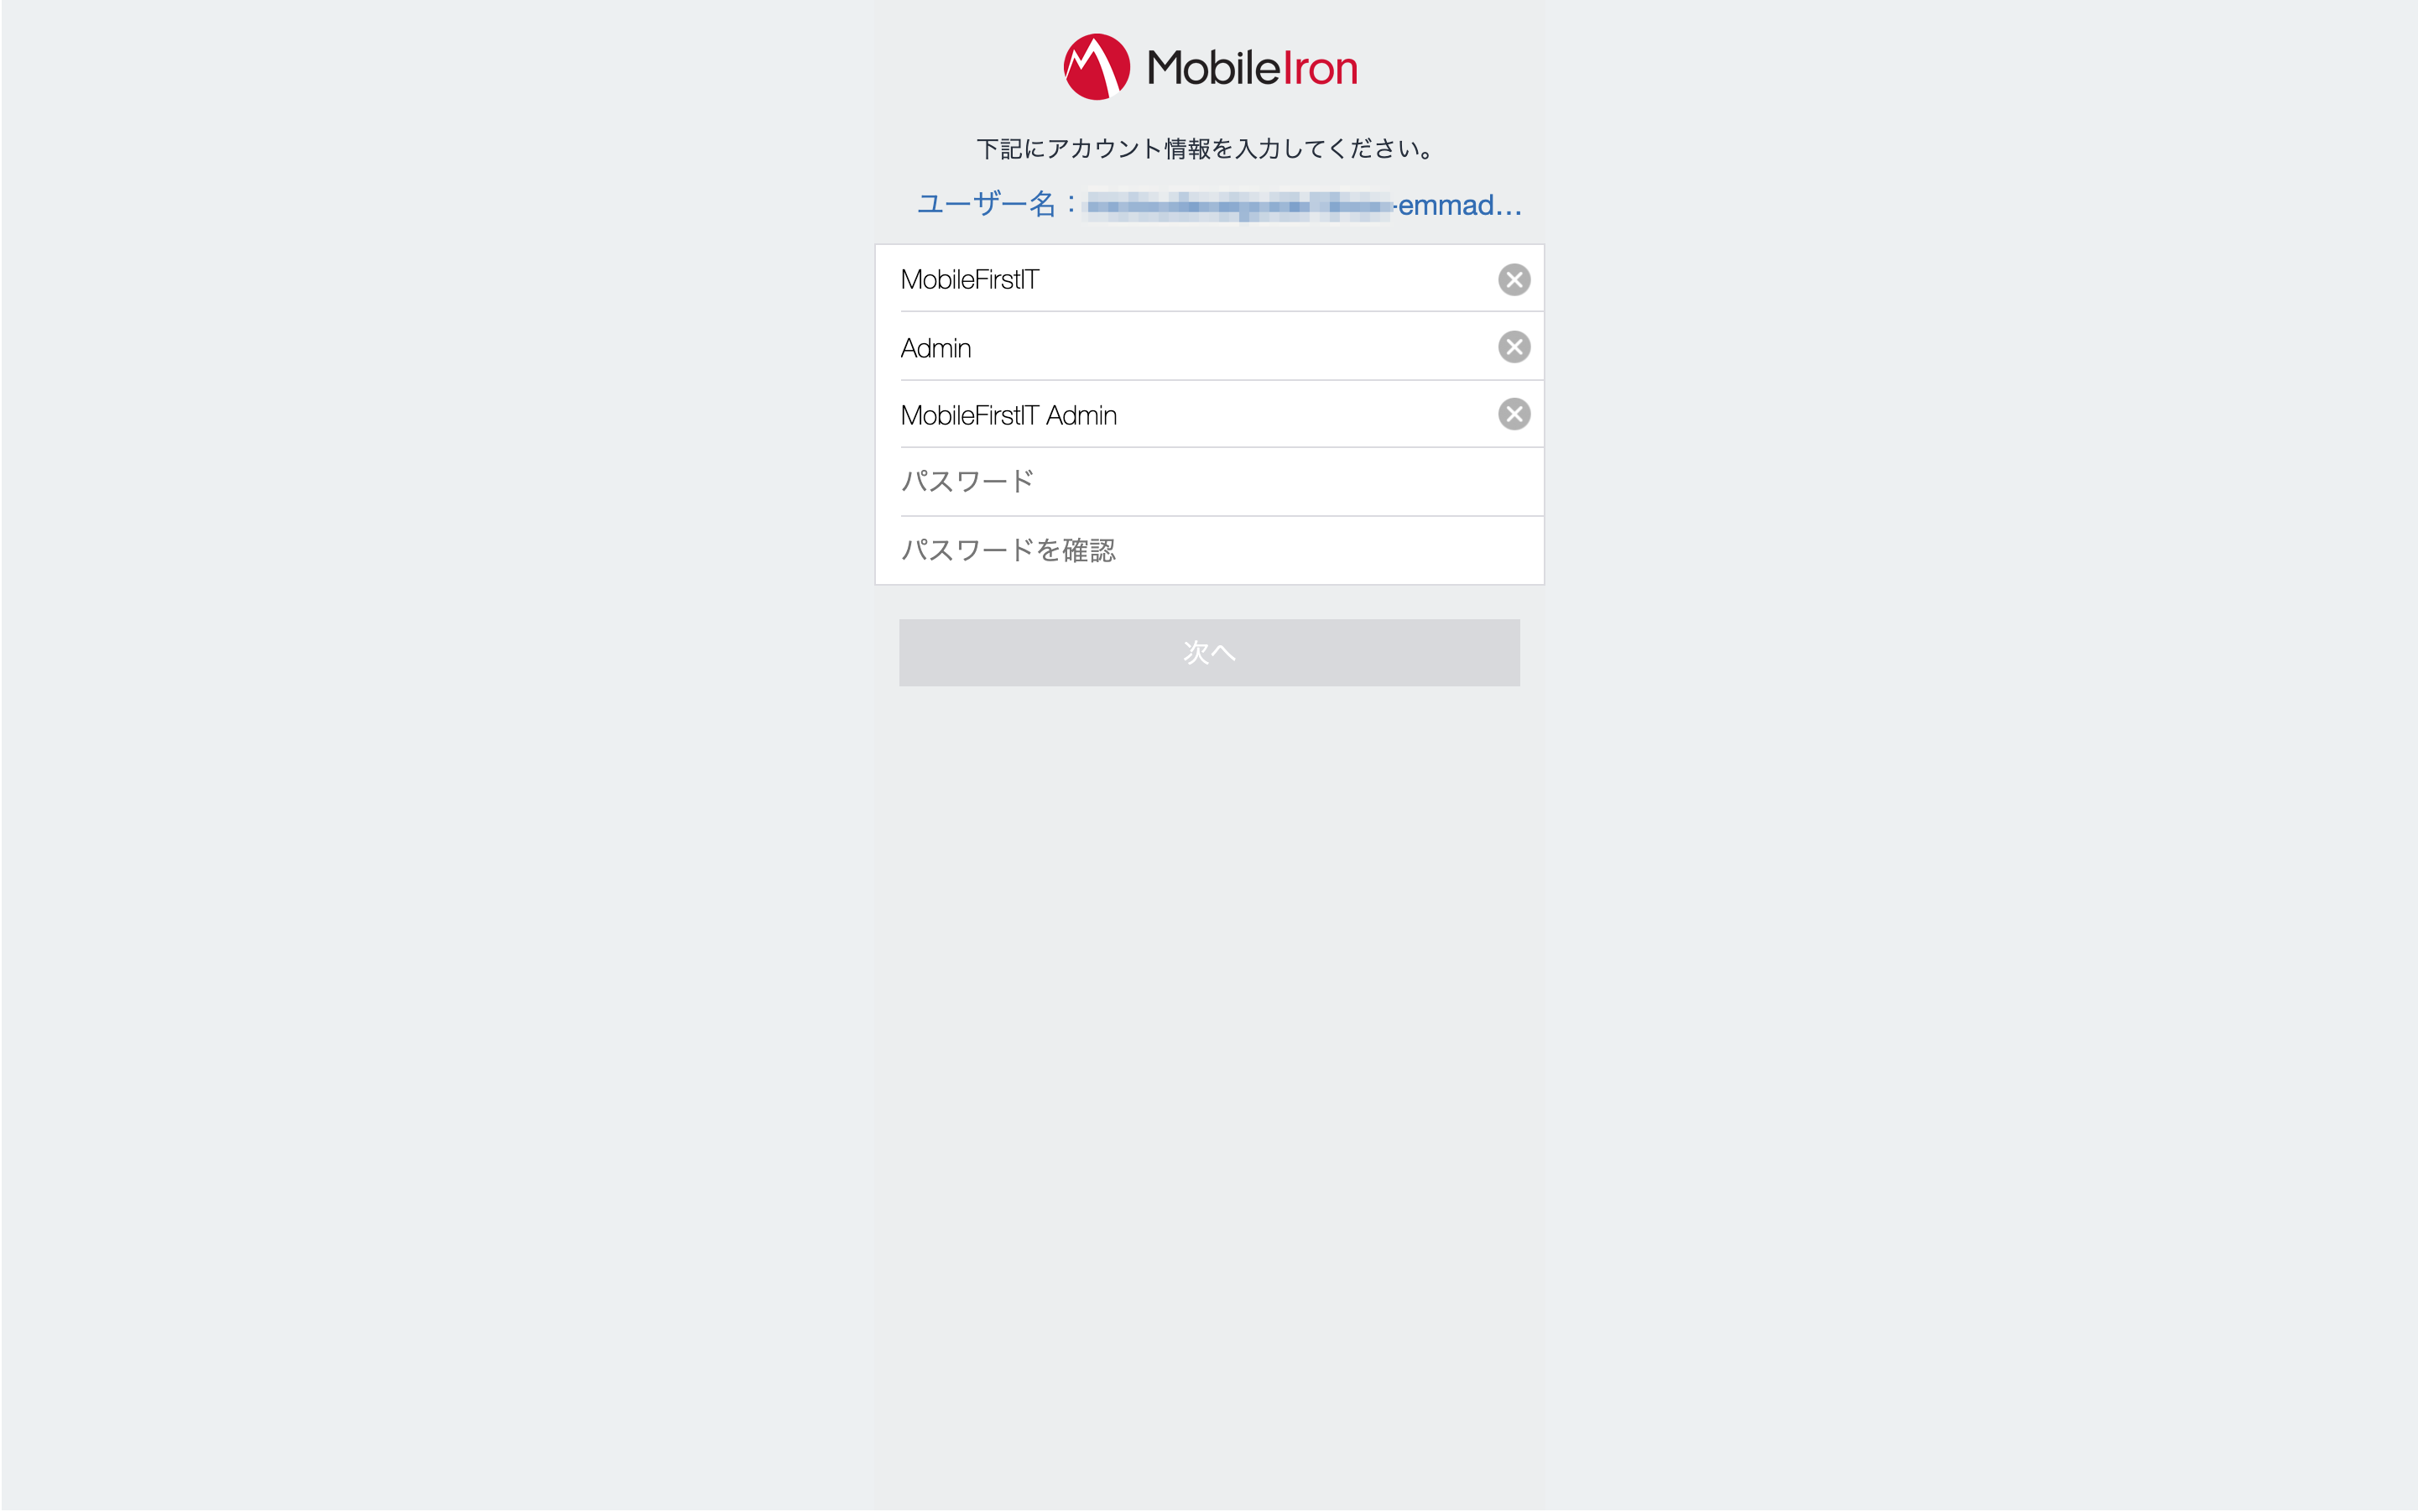 MobileIron
下記にアカウント情報を入力してください。
ユーザー名：-emmad...
MobileFirstIT
Admin
MobileFirstIT Admin
パスワード
パスワードを確認
次へ